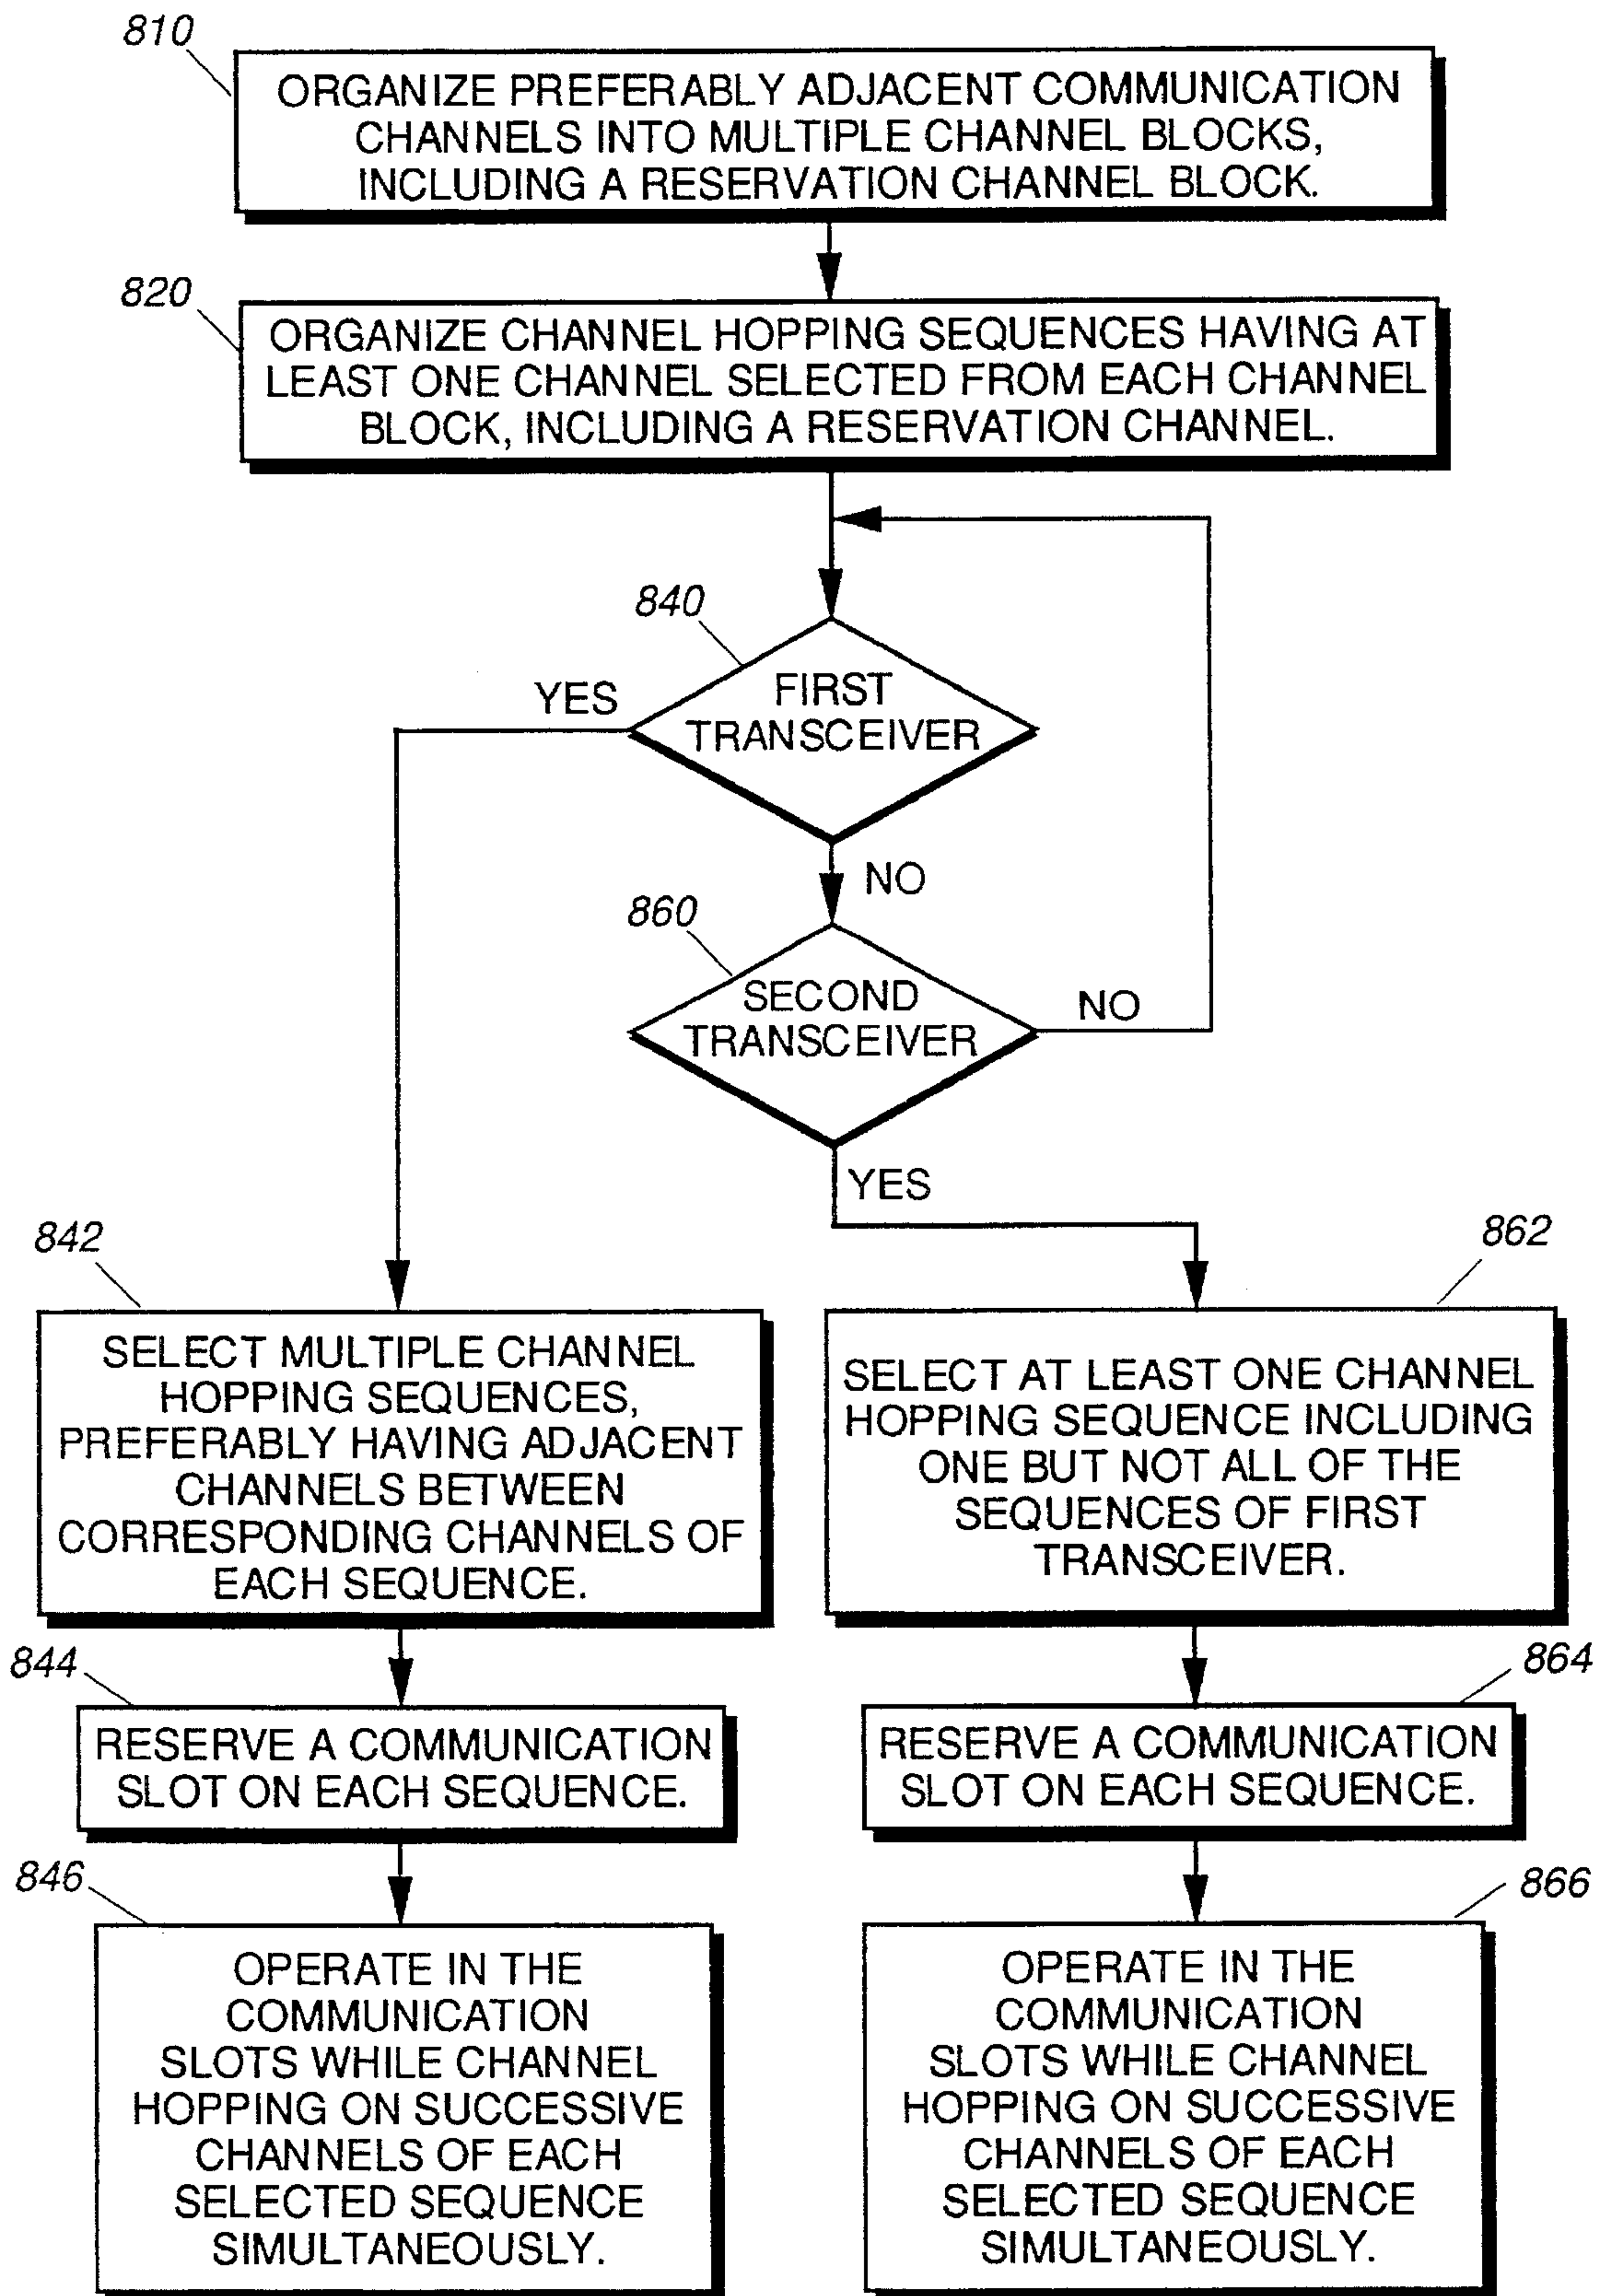 810
ORGANIZE PREFERABLY ADJACENT COMMUNICATION
CHANNELS INTO MULTIPLE CHANNEL BLOCKS,
INCLUDING A RESERVATION CHANNEL BLOCK.
820
ORGANIZE CHANNEL HOPPING SEQUENCES HAVING AT
LEAST ONE CHANNEL SELECTED FROM EACH CHANNEL
BLOCK, INCLUDING A RESERVATION CHANNEL.
840
YES
FIRST
TRANSCEIVER
NO
860
SECOND
TRANSCEIVER
NO
YES
842
SELECT MULTIPLE CHANNEL
HOPPING SEQUENCES,
PREFERABLY HAVING ADJACENT
CHANNELS BETWEEN
CORRESPONDING CHANNELS OF
EACH SEQUENCE.
862
SELECT AT LEAST ONE CHANNEL
HOPPING SEQUENCE INCLUDING
ONE BUT NOT ALL OF THE
SEQUENCES OF FIRST
TRANSCEIVER.
844
RESERVE A COMMUNICATION
SLOT ON EACH SEQUENCE.
864
RESERVE A COMMUNICATION
SLOT ON EACH SEQUENCE.
846
OPERATE IN THE
COMMUNICATION
SLOTS WHILE CHANNEL
HOPPING ON SUCCESSIVE
CHANNELS OF EACH
SELECTED SEQUENCE
SIMULTANEOUSLY.
866
OPERATE IN THE
COMMUNICATION
SLOTS WHILE CHANNEL
HOPPING ON SUCCESSIVE
CHANNELS OF EACH
SELECTED SEQUENCE
SIMULTANEOUSLY.